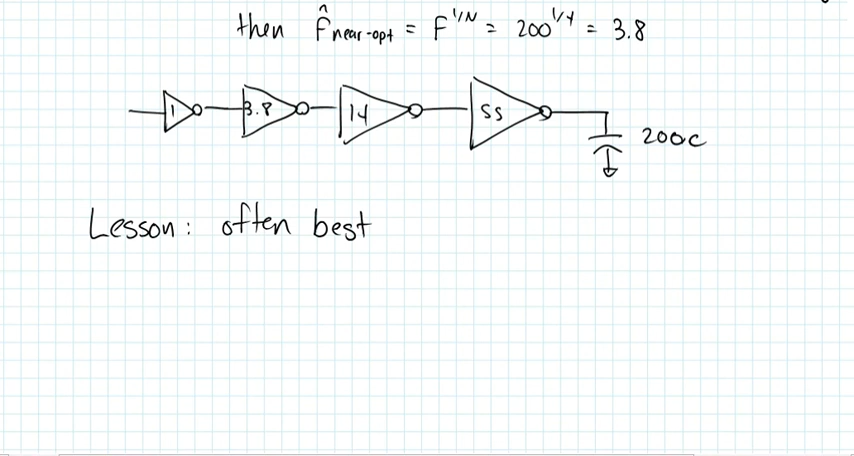 then F̂near-opt = F^1/N = 200^1/4 = 3.8
1 3.8 14 55 200C
Lesson: often best